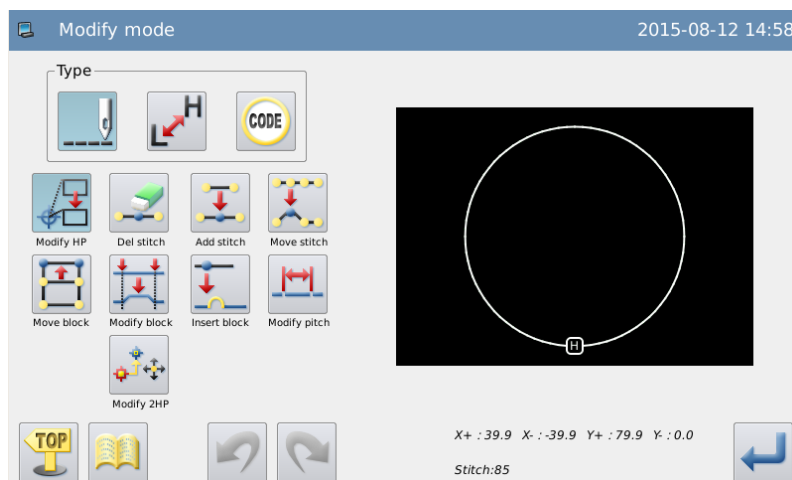 Modify mode
2015-08-12 14:58
Type
L H
CODE
Modify HP
Del stitch
Add stitch
Move stitch
Move block
Modify block
Insert block
Modify pitch
Modify 2HP
H
TOP
X+ : 39.9 X- : -39.9 Y+ : 79.9 Y- : 0.0
Stitch:85